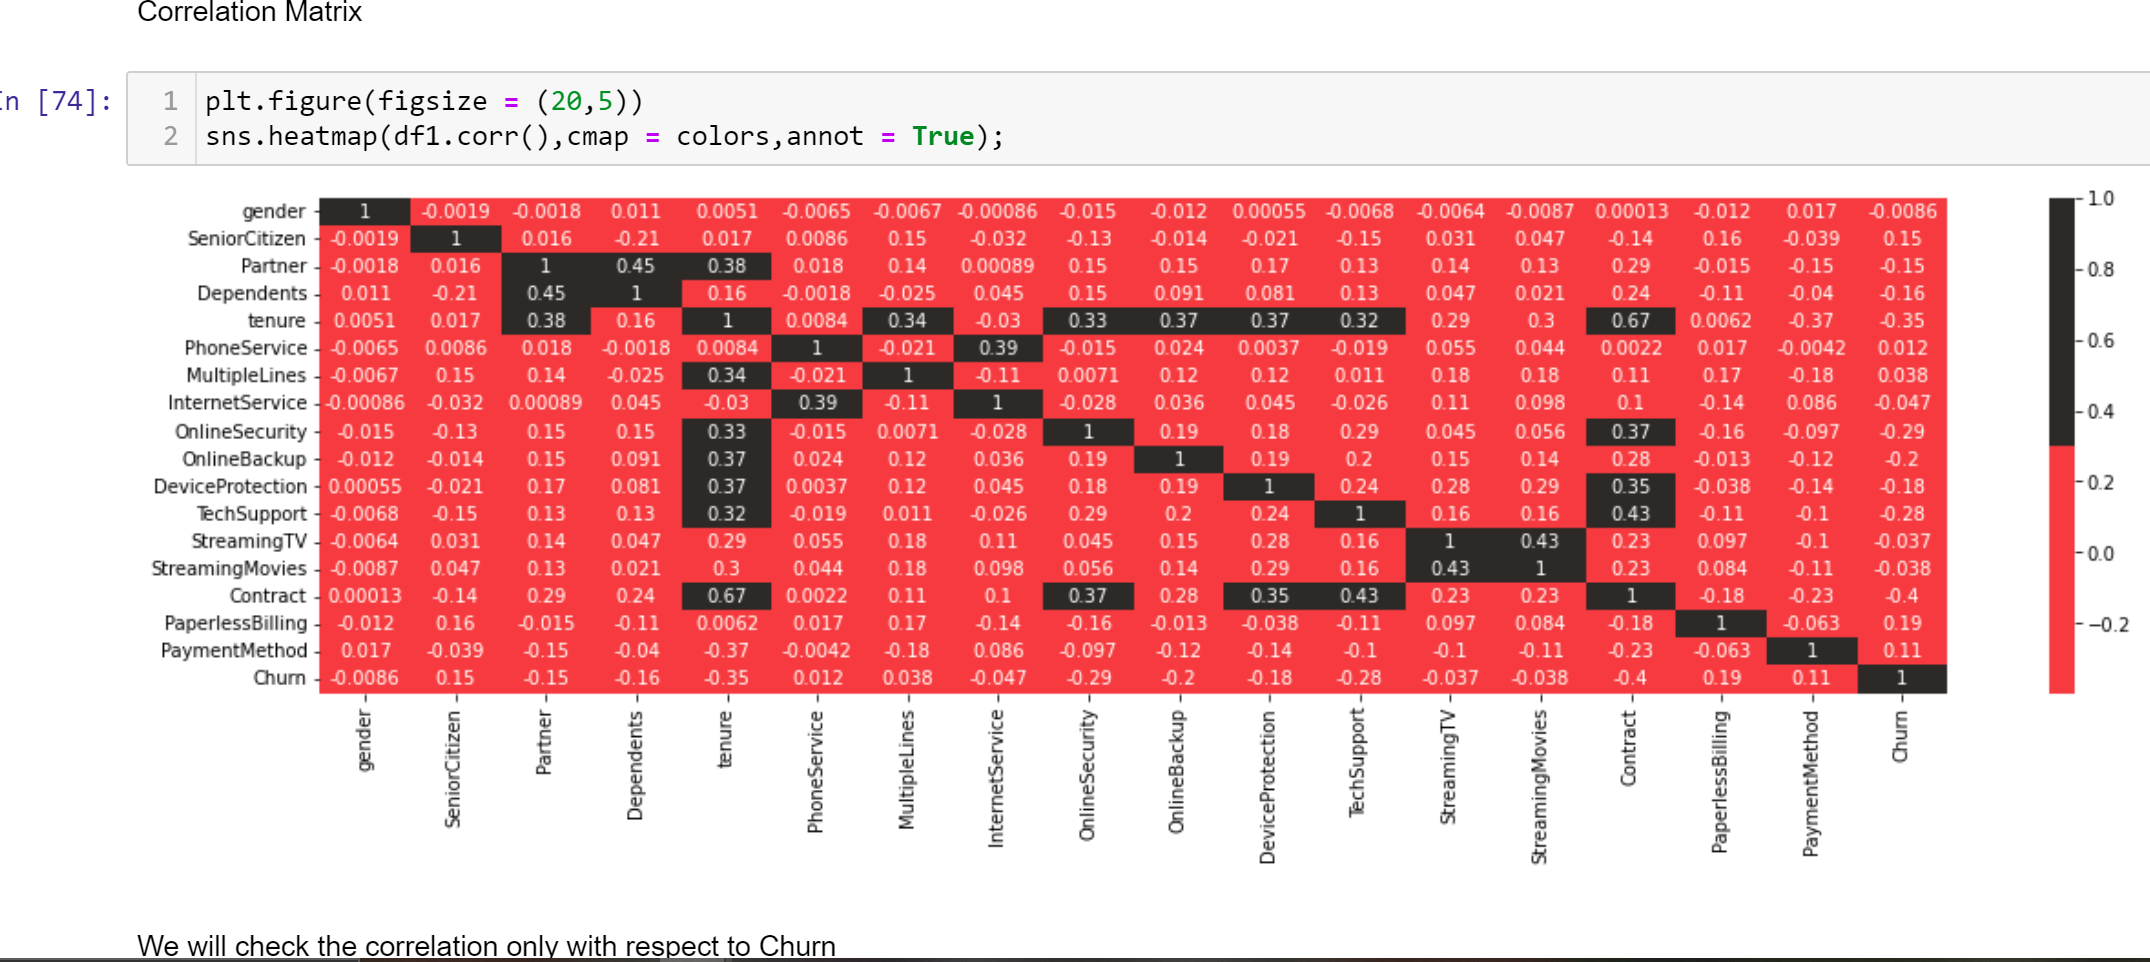 Correlation Matrix
In [74]:
1 plt.figure(figsize = (20,5))
2 sns.heatmap(df1.corr(),cmap = colors,annot = True);
gender 1 -0.0019 -0.0018 0.011 0.0051 -0.0065 -0.0067 -0.00086 -0.015 -0.012 0.00055 -0.0068 -0.0064 -0.0087 0.00013 -0.012 0.017 -0.0086
SeniorCitizen -0.0019 1 0.016 -0.21 0.017 0.0086 0.15 -0.032 -0.13 -0.014 -0.021 -0.15 0.031 0.047 -0.14 0.16 -0.039 0.15
Partner -0.0018 0.016 1 0.45 0.38 0.018 0.14 0.00089 0.15 0.15 0.17 0.13 0.14 0.13 0.29 -0.015 -0.15 -0.15
Dependents 0.011 -0.21 0.45 1 0.16 -0.0018 -0.025 0.045 0.15 0.091 0.081 0.13 0.047 0.021 0.24 -0.11 -0.04 -0.16
tenure 0.0051 0.017 0.38 0.16 1 0.0084 0.34 -0.03 0.33 0.37 0.37 0.32 0.29 0.3 0.67 0.0062 -0.37 -0.35
PhoneService -0.0065 0.0086 0.018 -0.0018 0.0084 1 -0.021 0.39 -0.015 0.024 0.0037 -0.019 0.055 0.044 0.0022 0.017 -0.0042 0.012
MultipleLines -0.0067 0.15 0.14 -0.025 0.34 -0.021 1 -0.11 0.0071 0.12 0.12 0.011 0.18 0.18 0.11 0.17 -0.18 0.038
InternetService -0.00086 -0.032 0.00089 0.045 -0.03 0.39 -0.11 1 -0.028 0.036 0.045 -0.026 0.11 0.098 0.1 -0.14 0.086 -0.047
OnlineSecurity -0.015 -0.13 0.15 0.15 0.33 -0.015 0.0071 -0.028 1 0.19 0.18 0.29 0.045 0.056 0.37 -0.16 -0.097 -0.29
OnlineBackup -0.012 -0.014 0.15 0.091 0.37 0.024 0.12 0.036 0.19 1 0.19 0.2 0.15 0.14 0.28 -0.013 -0.12 -0.2
DeviceProtection 0.00055 -0.021 0.17 0.081 0.37 0.0037 0.12 0.045 0.18 0.19 1 0.24 0.28 0.29 0.35 -0.038 -0.14 -0.18
TechSupport -0.0068 -0.15 0.13 0.13 0.32 -0.019 0.011 -0.026 0.29 0.2 0.24 1 0.16 0.16 0.43 -0.11 -0.1 -0.28
StreamingTV -0.0064 0.031 0.14 0.047 0.29 0.055 0.18 0.11 0.045 0.15 0.28 0.16 1 0.43 0.23 0.097 -0.1 -0.037
StreamingMovies -0.0087 0.047 0.13 0.021 0.3 0.044 0.18 0.098 0.056 0.14 0.29 0.16 0.43 1 0.23 0.084 -0.11 -0.038
Contract 0.00013 -0.14 0.29 0.24 0.67 0.0022 0.11 0.1 0.37 0.28 0.35 0.43 0.23 0.23 1 -0.18 -0.23 -0.4
PaperlessBilling -0.012 0.16 -0.015 -0.11 0.0062 0.017 0.17 -0.14 -0.16 -0.013 -0.038 -0.11 0.097 0.084 -0.18 1 -0.063 0.19
PaymentMethod 0.017 -0.039 -0.15 -0.04 -0.37 -0.0042 -0.18 0.086 -0.097 -0.12 -0.14 -0.1 -0.1 -0.11 -0.23 -0.063 1 0.11
Churn -0.0086 0.15 -0.15 -0.16 -0.35 0.012 0.038 -0.047 -0.29 -0.2 -0.18 -0.28 -0.037 -0.038 -0.4 0.19 0.11 1
gender SeniorCitizen Partner Dependents tenure PhoneService MultipleLines InternetService OnlineSecurity OnlineBackup DeviceProtection TechSupport StreamingTV StreamingMovies Contract PaperlessBilling PaymentMethod Churn
1.0
0.8
0.6
0.4
0.2
0.0
−0.2
We will check the correlation only with respect to Churn